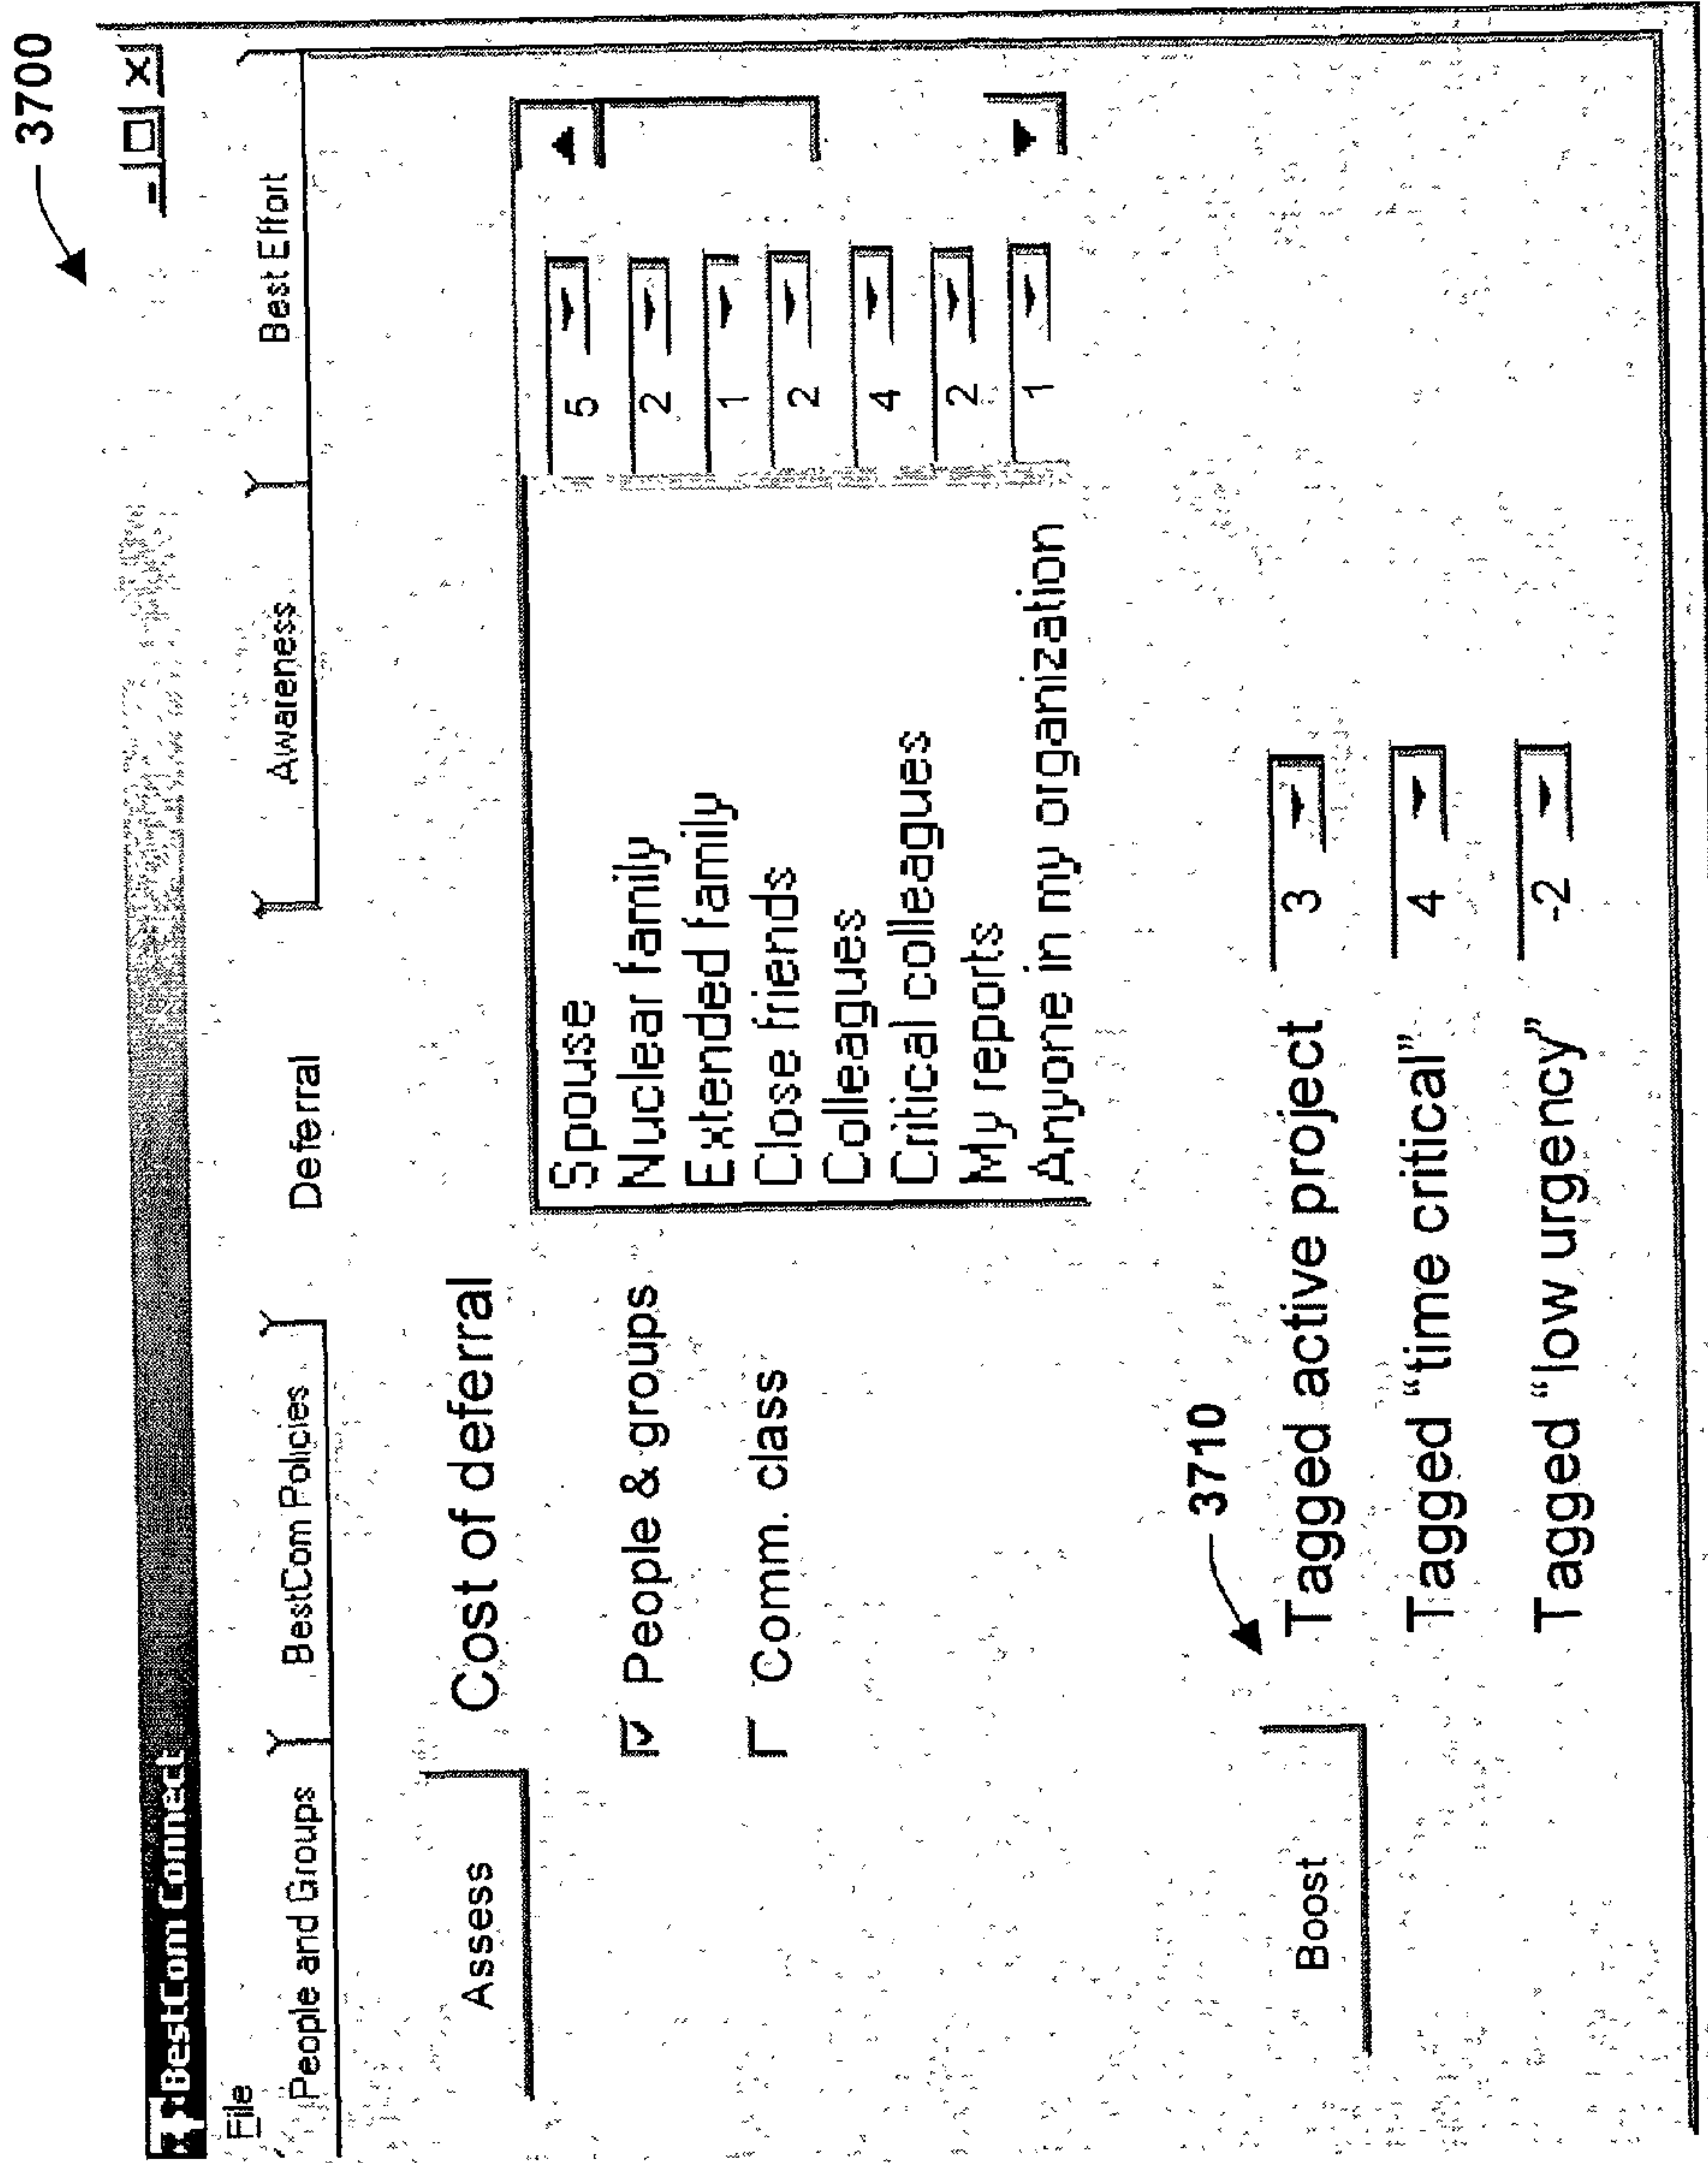 3700
BestCom Connect
File
People and Groups
BestCom Policies
Deferral
Awareness
Best Effort
Assess
Cost of deferral
People & groups
Comm. class
Spouse
Nuclear family
Extended family
Close friends
Colleagues
Critical colleagues
My reports
Anyone in my organization
5
2
1
2
4
2
1
3710
Boost
Tagged active project 3
Tagged “time critical” 4
Tagged “low urgency” -2